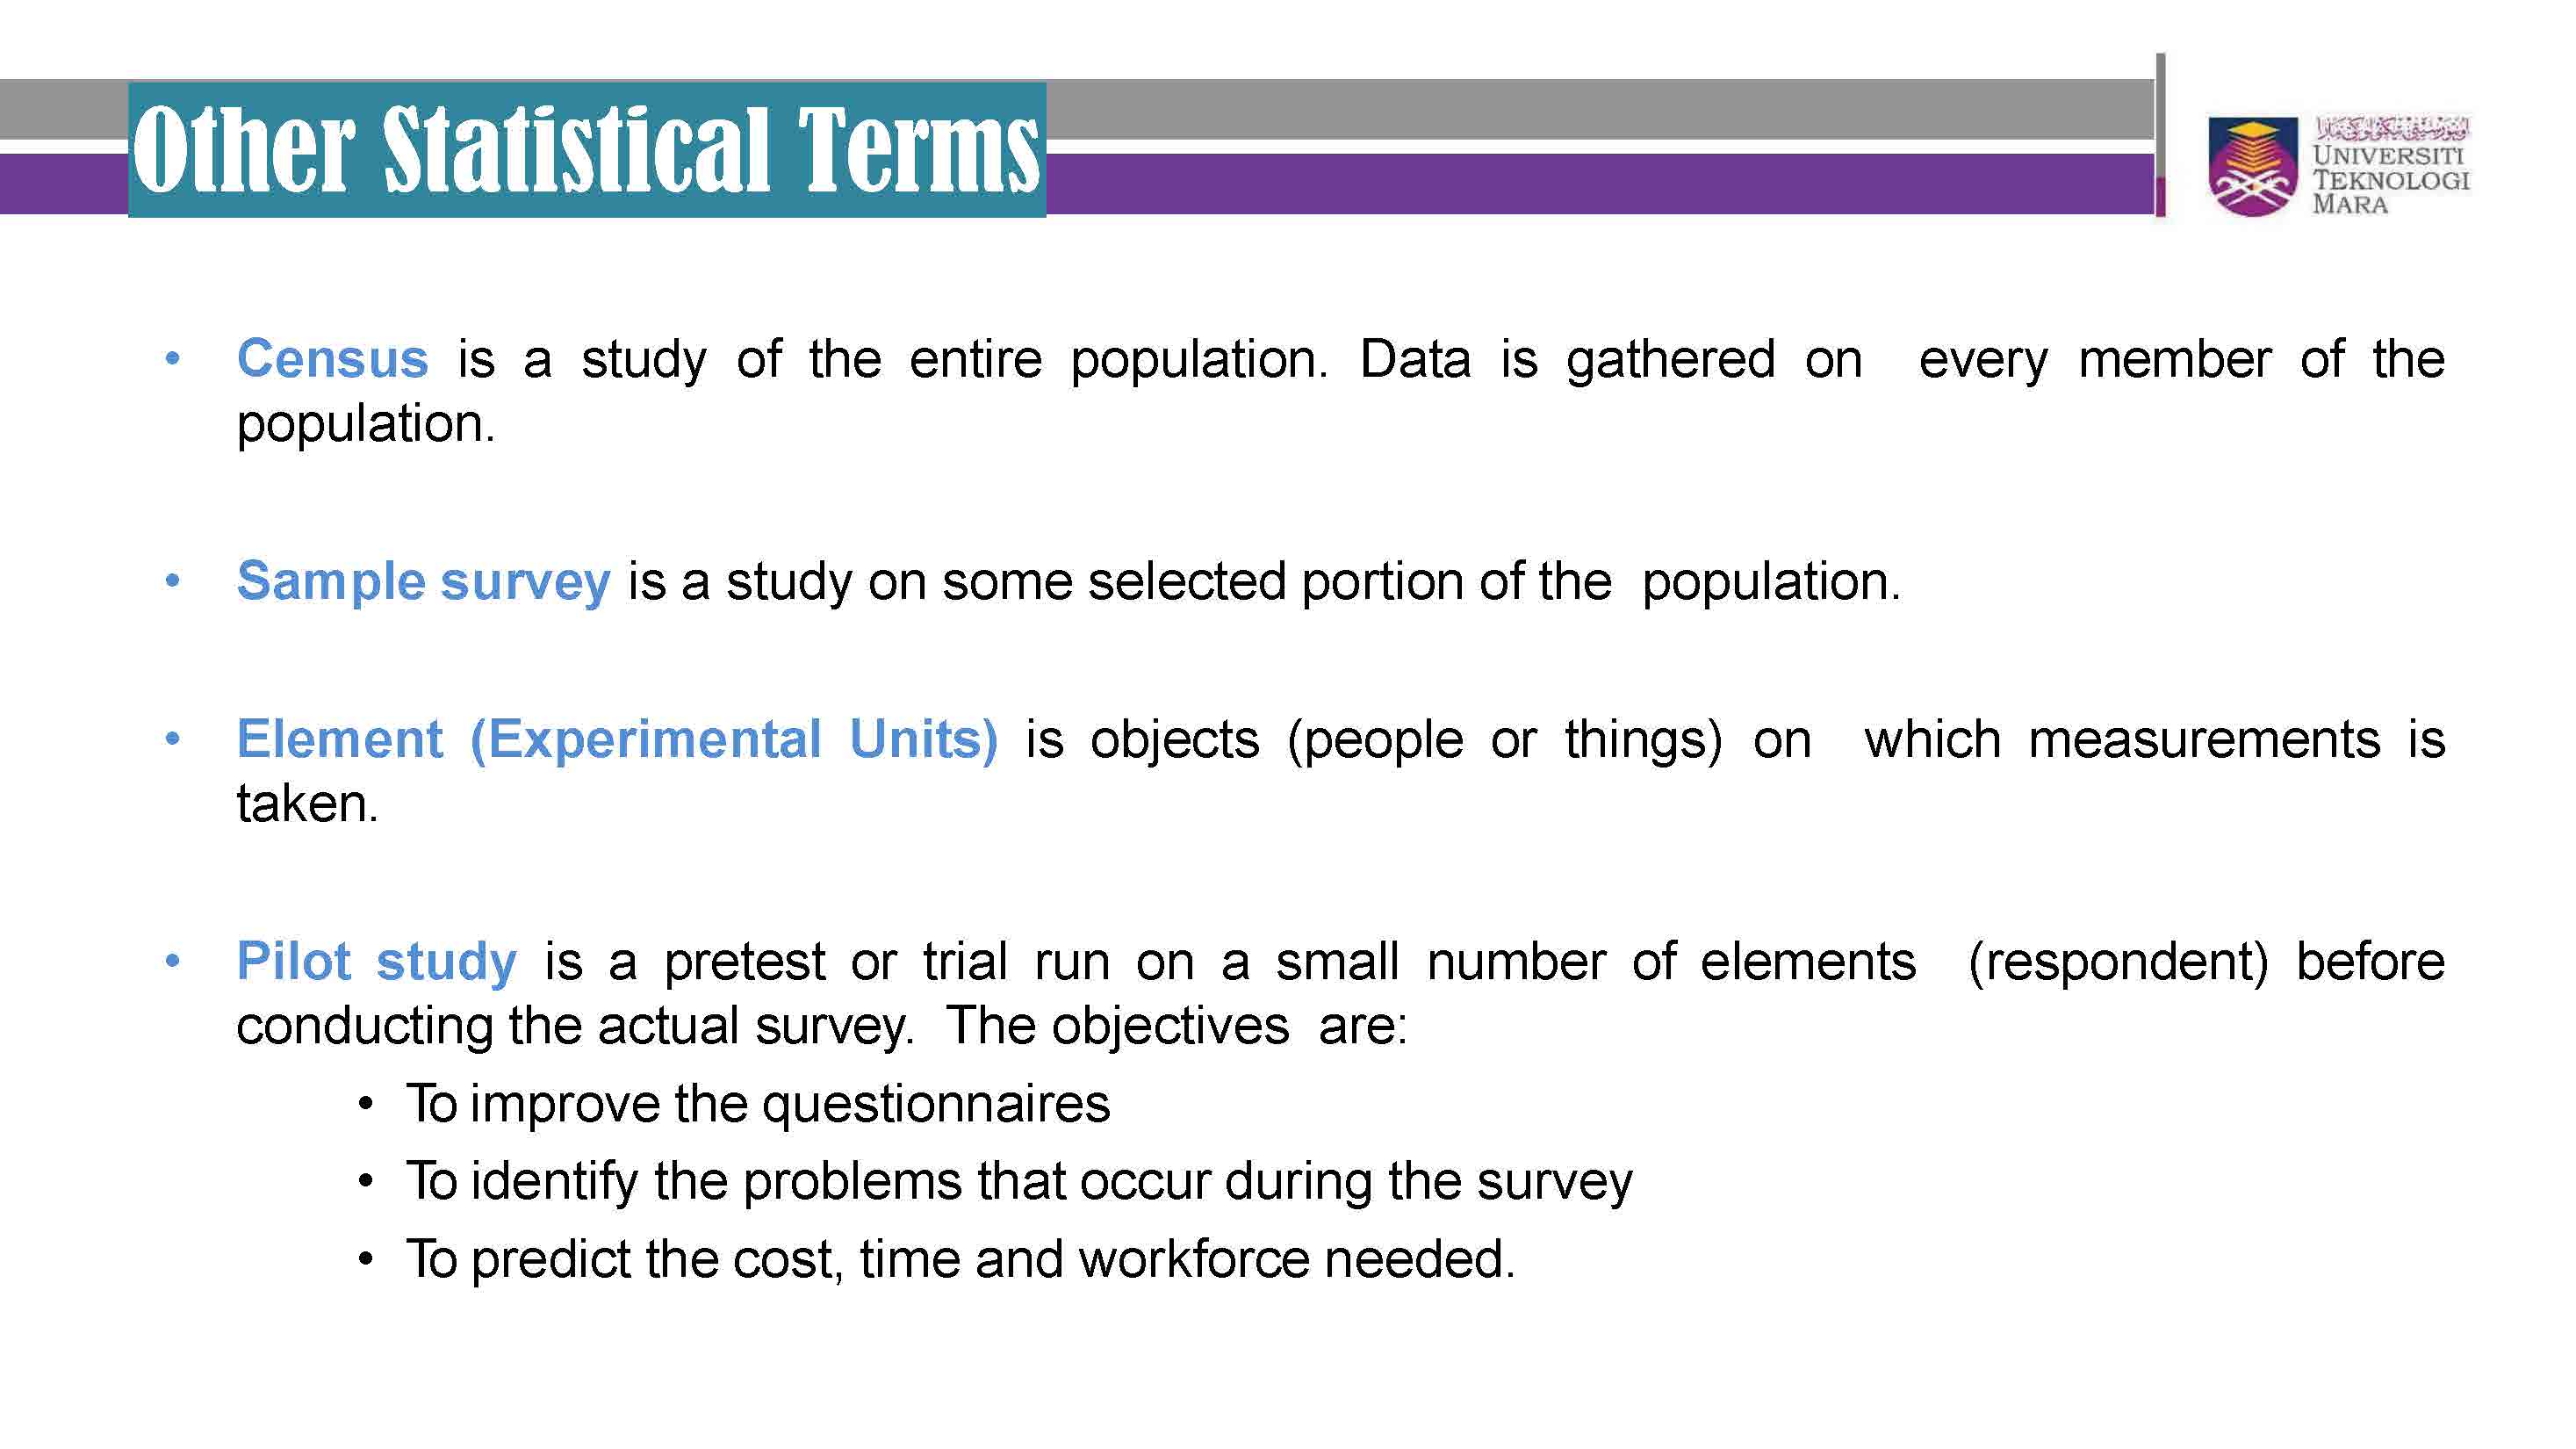 Other Statistical Terms
UNIVERSITI
TEKNOLOGI
MARA
• Census is a study of the entire population. Data is gathered on every member of the
population.
• Sample survey is a study on some selected portion of the population.
• Element (Experimental Units) is objects (people or things) on which measurements is
taken.
• Pilot study is a pretest or trial run on a small number of elements (respondent) before
conducting the actual survey. The objectives are:
• To improve the questionnaires
• To identify the problems that occur during the survey
• To predict the cost, time and workforce needed.